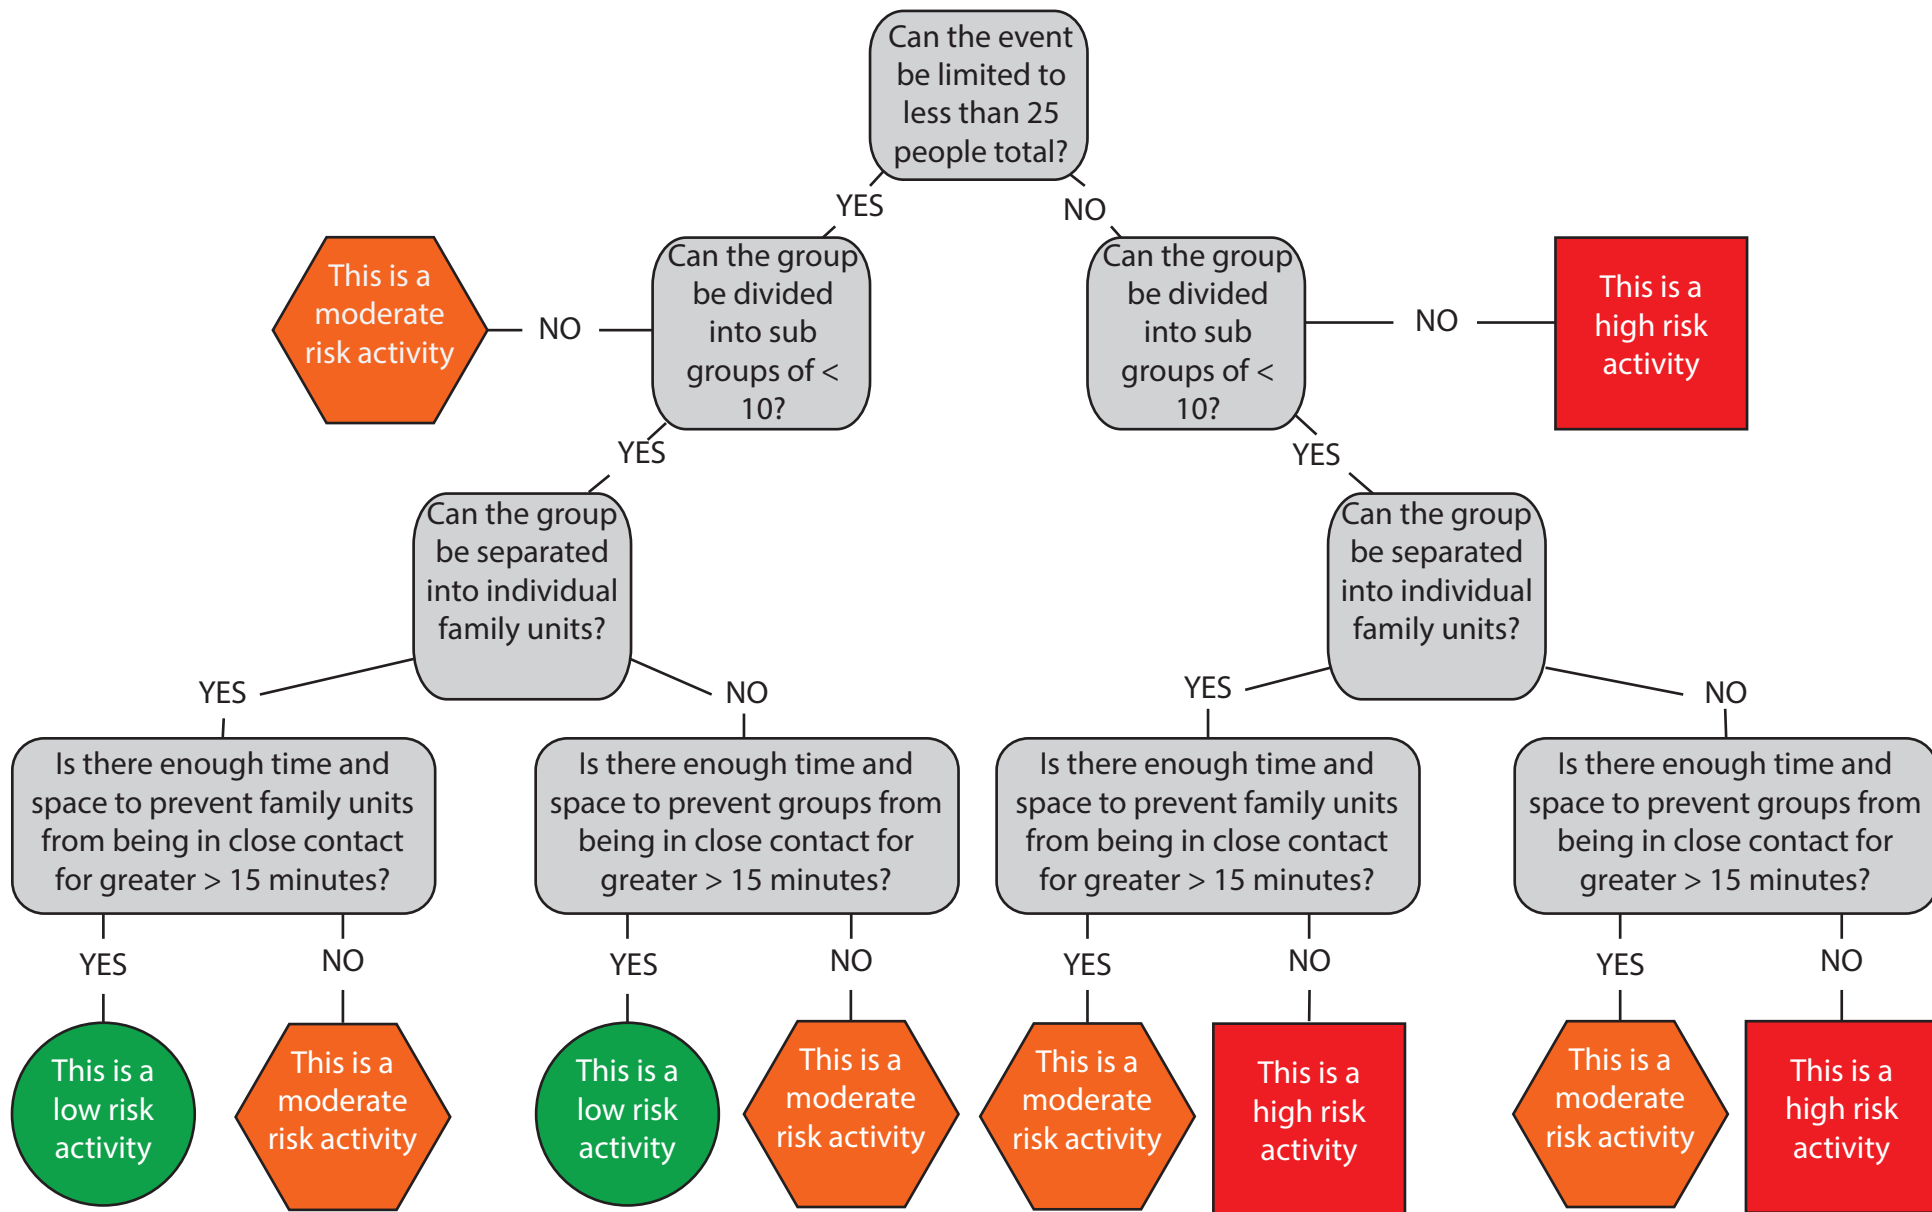 Can the event
be limited to
less than 25
people total?
YES
NO
This is a
moderate
risk activity
NO
Can the group
be divided
into sub
groups of <
10?
Can the group
be divided
into sub
groups of <
10?
NO
This is a
high risk
activity
YES
YES
Can the group
be separated
into individual
family units?
Can the group
be separated
into individual
family units?
YES
NO
YES
NO
Is there enough time and
space to prevent family units
from being in close contact
for greater > 15 minutes?
Is there enough time and
space to prevent groups from
being in close contact for
greater > 15 minutes?
Is there enough time and
space to prevent family units
from being in close contact
for greater > 15 minutes?
Is there enough time and
space to prevent groups from
being in close contact for
greater > 15 minutes?
YES
NO
YES
NO
YES
NO
YES
NO
This is a
low risk
activity
This is a
moderate
risk activity
This is a
low risk
activity
This is a
moderate
risk activity
This is a
moderate
risk activity
This is a
high risk
activity
This is a
moderate
risk activity
This is a
high risk
activity